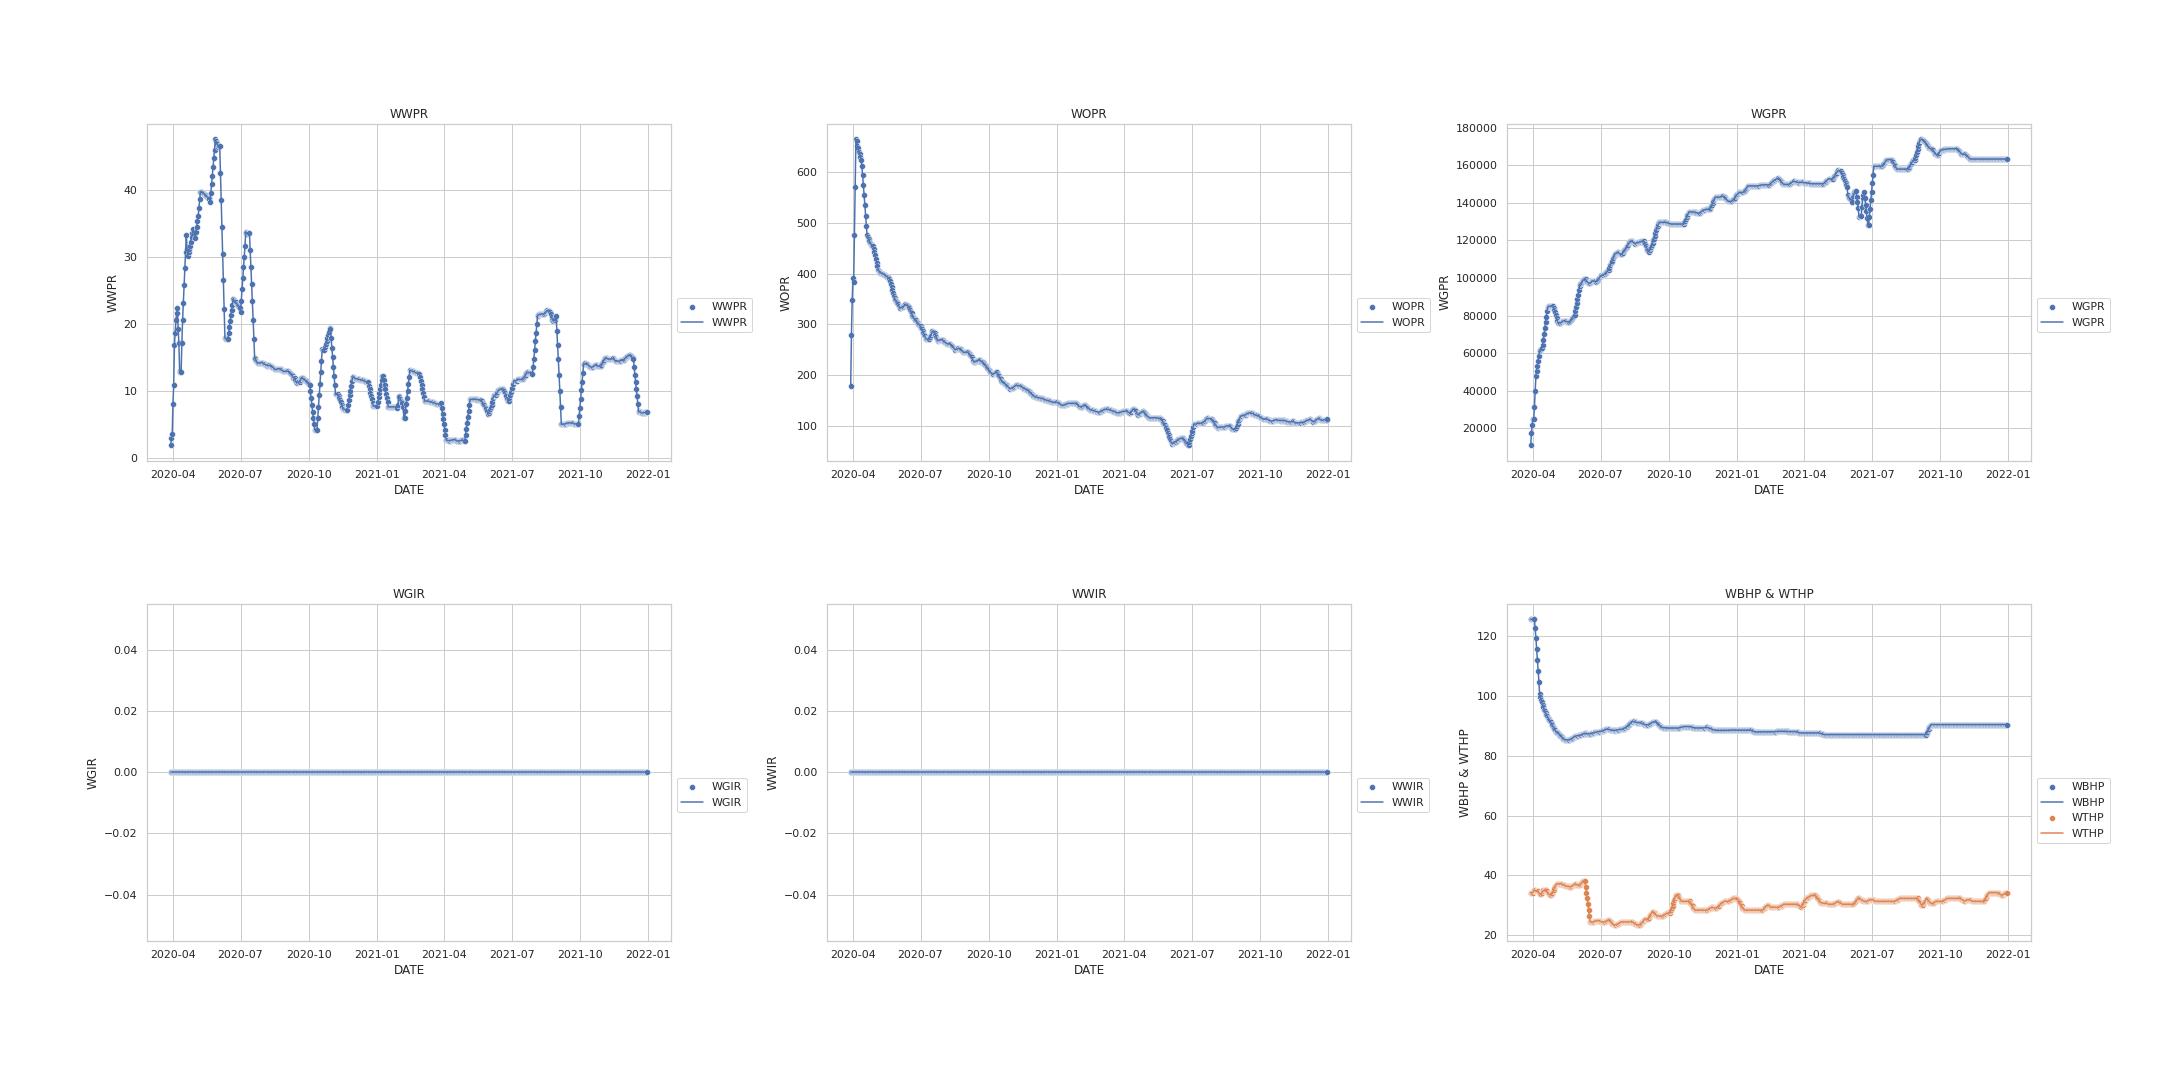 WWPR
WWPR
40
30
20
10
0
2020-04 2020-07 2020-10 2021-01 2021-04 2021-07 2021-10 2022-01
DATE
WWPR
WWPR
WOPR
WOPR
600
500
400
300
200
100
2020-04 2020-07 2020-10 2021-01 2021-04 2021-07 2021-10 2022-01
DATE
WOPR
WOPR
WGPR
WGPR
180000
160000
140000
120000
100000
80000
60000
40000
20000
2020-04 2020-07 2020-10 2021-01 2021-04 2021-07 2021-10 2022-01
DATE
WGPR
WGPR
WGIR
WGIR
0.04
0.02
0.00
−0.02
−0.04
2020-04 2020-07 2020-10 2021-01 2021-04 2021-07 2021-10 2022-01
DATE
WGIR
WGIR
WWIR
WWIR
0.04
0.02
0.00
−0.02
−0.04
2020-04 2020-07 2020-10 2021-01 2021-04 2021-07 2021-10 2022-01
DATE
WWIR
WWIR
WBHP & WTHP
WBHP & WTHP
120
100
80
60
40
20
2020-04 2020-07 2020-10 2021-01 2021-04 2021-07 2021-10 2022-01
DATE
WBHP
WBHP
WTHP
WTHP